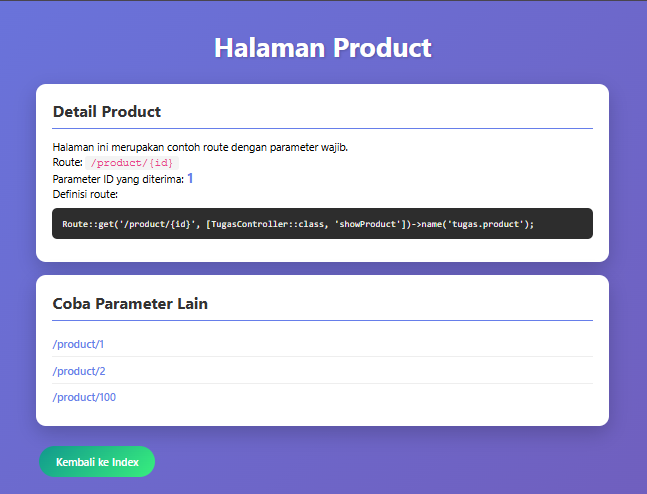 Halaman Product
Detail Product
Halaman ini merupakan contoh route dengan parameter wajib.
Route: /product/{id}
Parameter ID yang diterima: 1
Definisi route:
Route::get('/product/{id}', [TugasController::class, 'showProduct'])->name('tugas.product');
Coba Parameter Lain
/product/1
/product/2
/product/100
Kembali ke Index